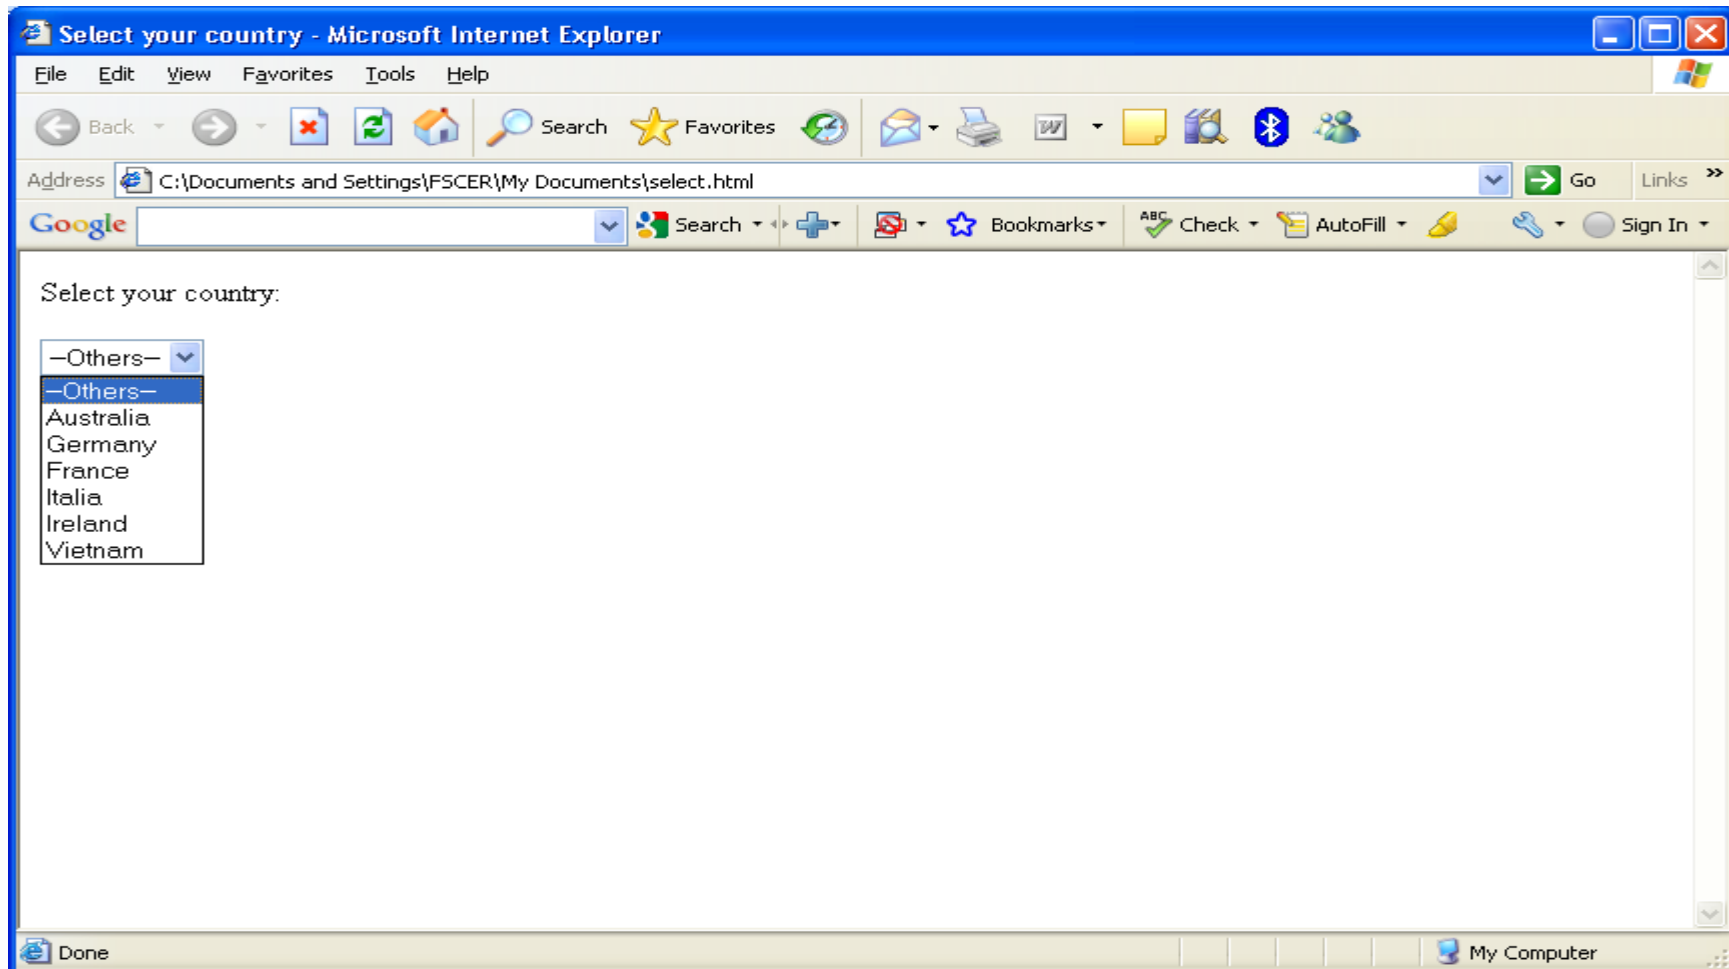 Select your country - Microsoft Internet Explorer
File Edit View Favorites Tools Help
Back Search Favorites W
Address C:\Documents and Settings\FSCER\My Documents\select.html Go Links »
Google Search Bookmarks ABC Check AutoFill Sign In
Select your country:
—Others—
—Others—
Australia
Germany
France
Italia
Ireland
Vietnam
Done My Computer